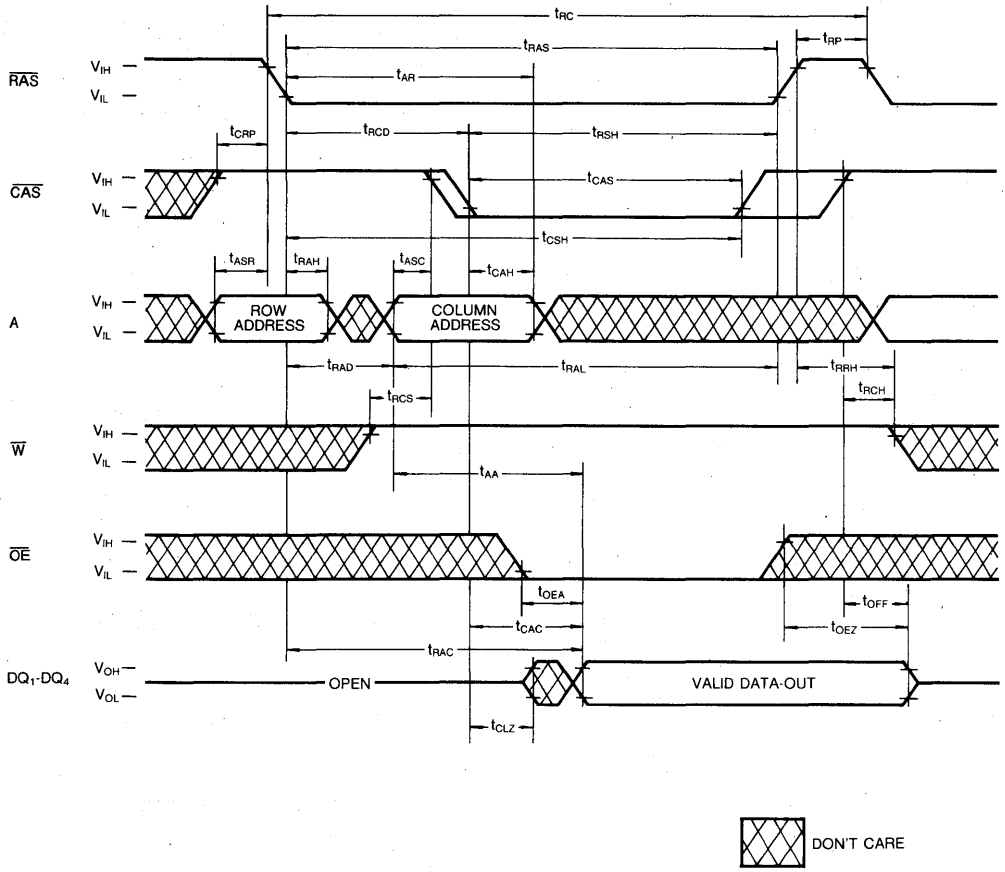 tRC
tRP
tRAS
tAR
RAS
VIH
VIL
tCRP
tRCD
tRSH
CAS
VIH
VIL
tCAS
tCSH
tASR
tRAH
tASC
tCAH
A
VIH
VIL
ROW
ADDRESS
COLUMN
ADDRESS
tRAD
tRAL
tRRH
tRCS
tRCH
W
VIH
VIL
tAA
OE
VIH
VIL
tOEA
tOFF
tCAC
tOEZ
tRAC
DQ1-DQ4
VOH
VOL
OPEN
VALID DATA-OUT
tCLZ
DON'T CARE